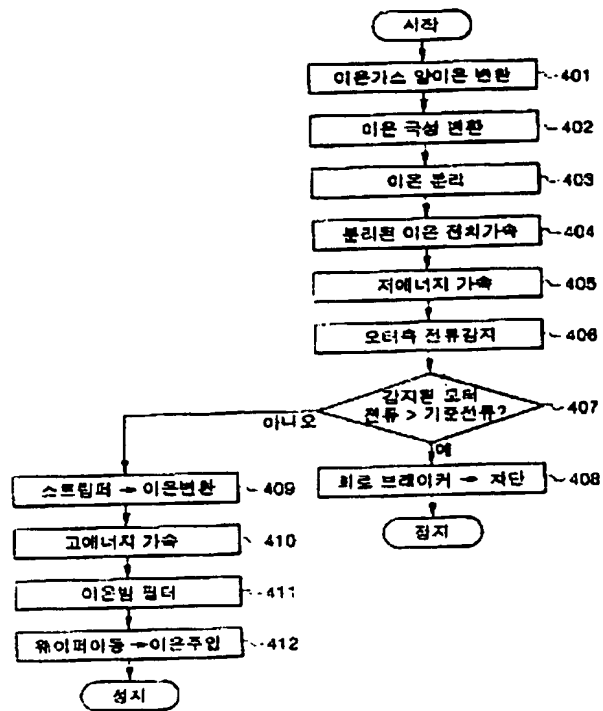 시작
이온가스 양이온 변환 401
이온 극성 변환 402
이온 분리 403
분리된 이온 전치가속 404
저에너지 가속 405
모터측 전류감지 406
감지된 모터
전류 > 기준전류? 407
아니오
예
회로 브레이커 → 차단 408
정지
스트립퍼 → 이온변환 409
고에너지 가속 410
이온빔 필터 411
웨이퍼이동 → 이온주입 412
정지